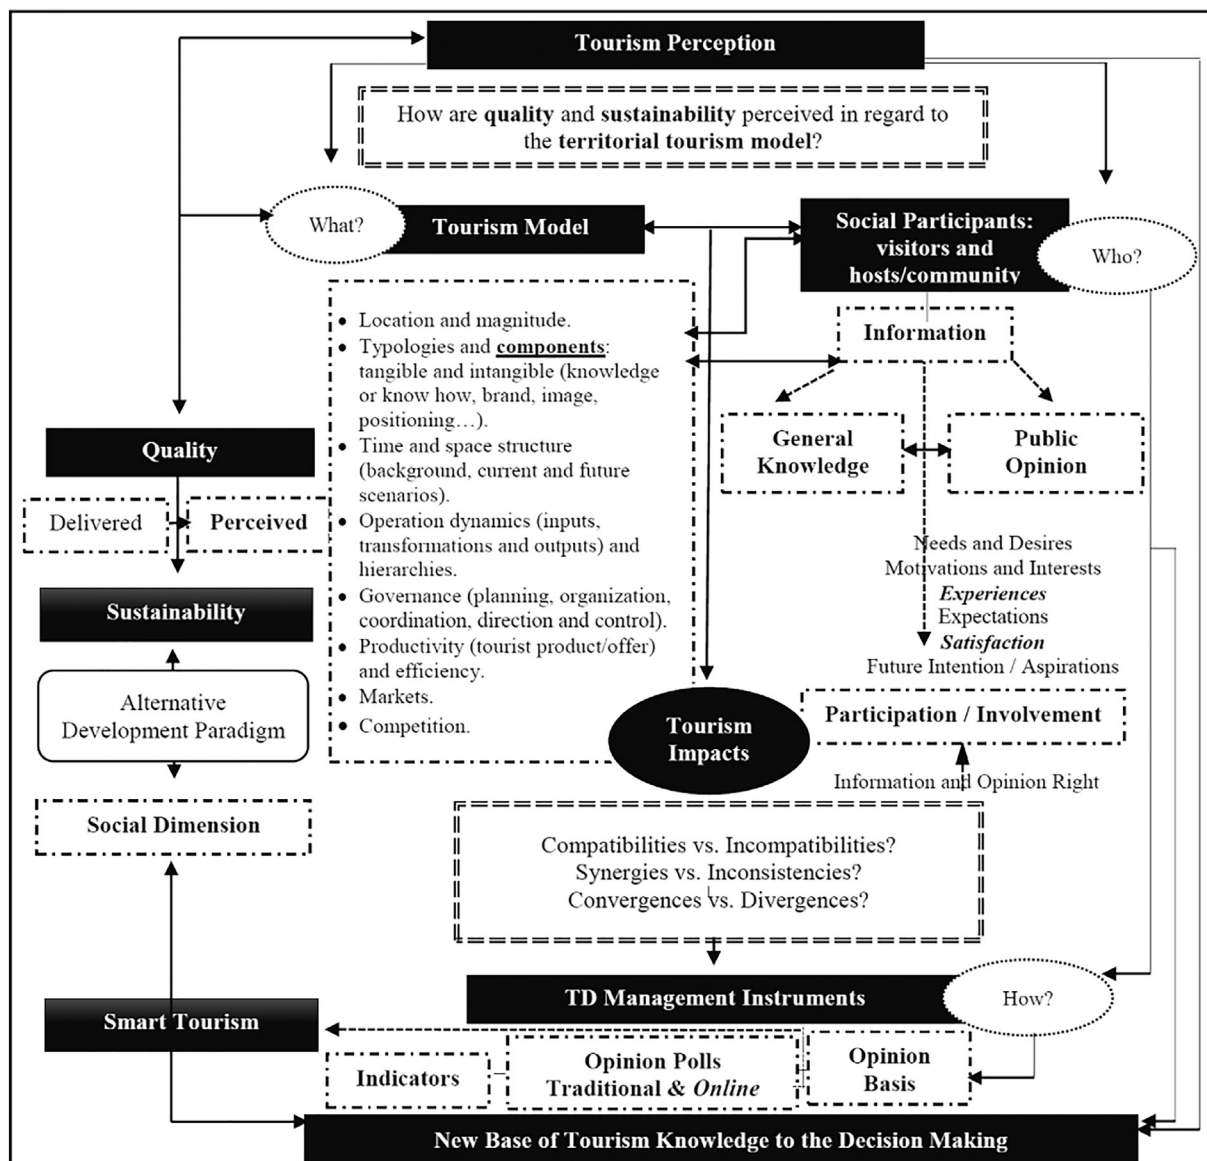 Tourism Perception
How are quality and sustainability perceived in regard to
the territorial tourism model?
What?
Tourism Model
Social Participants:
visitors and
hosts/community
Who?
• Location and magnitude.
• Typologies and components:
tangible and intangible (knowledge
or know how, brand, image,
positioning…).
• Time and space structure
(background, current and future
scenarios).
• Operation dynamics (inputs,
transformations and outputs) and
hierarchies.
• Governance (planning, organization,
coordination, direction and control).
• Productivity (tourist product/offer)
and efficiency.
• Markets.
• Competition.
Information
General
Knowledge
Public
Opinion
Quality
Delivered
Perceived
Sustainability
Alternative
Development Paradigm
Social Dimension
Needs and Desires
Motivations and Interests
Experiences
Expectations
Satisfaction
Future Intention / Aspirations
Participation / Involvement
Information and Opinion Right
Tourism
Impacts
Compatibilities vs. Incompatibilities?
Synergies vs. Inconsistencies?
Convergences vs. Divergences?
TD Management Instruments
How?
Smart Tourism
Indicators
Opinion Polls
Traditional & Online
Opinion
Basis
New Base of Tourism Knowledge to the Decision Making